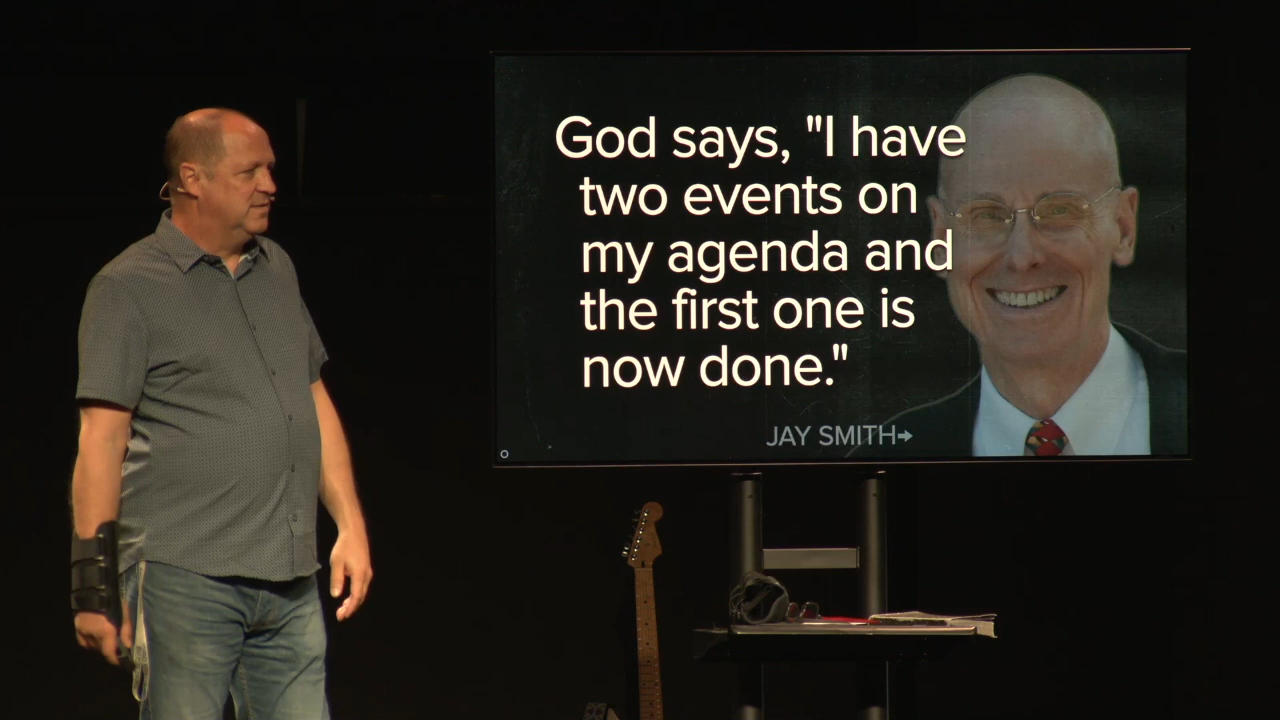 God says, "I have
two events on
my agenda and
the first one is
now done."
JAY SMITH→